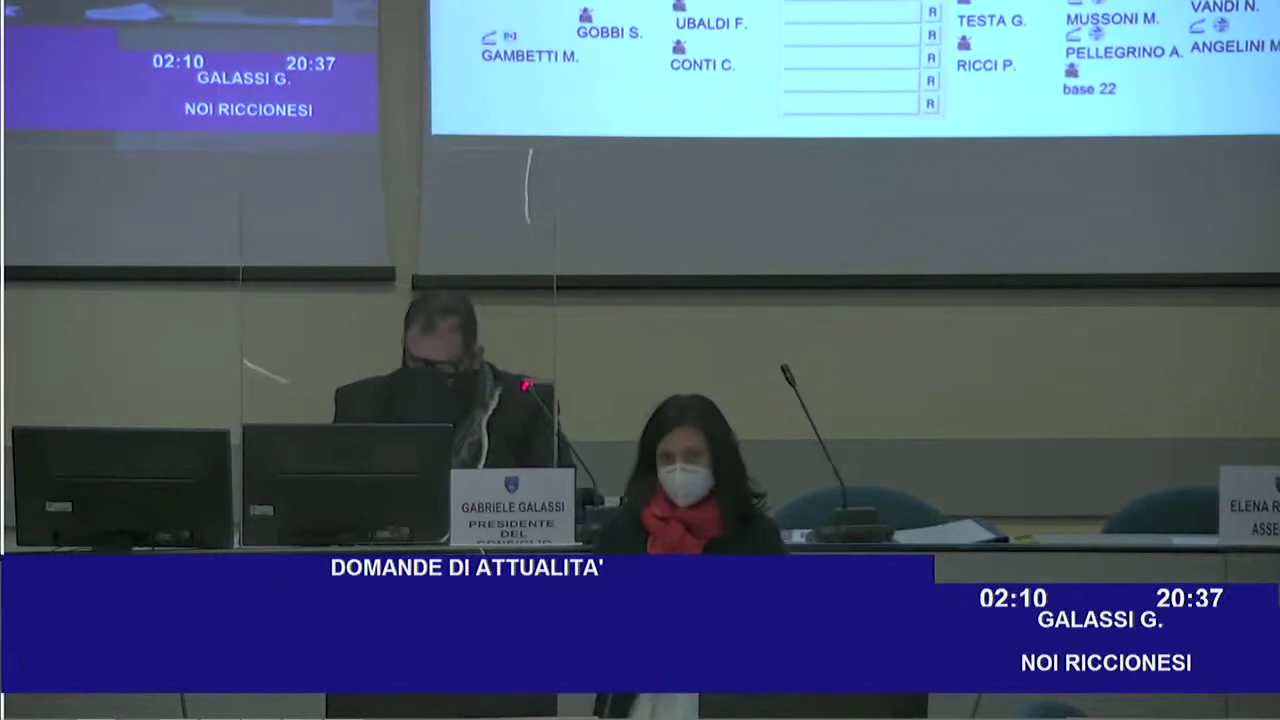 02:10 20:37
GALASSI G.
NOI RICCIONESI
GAMBETTI M.
GOBBI S.
UBALDI F.
CONTI C.
R
R
R
R
R
TESTA G.
RICCI P.
MUSSONI M.
PELLEGRINO A.
base 22
VANDI N.
ANGELINI M
GABRIELE GALASSI
PRESIDENTE
DEL
CONSIGLIO
ELENA R
ASSE
DOMANDE DI ATTUALITA'
02:10 20:37
GALASSI G.
NOI RICCIONESI